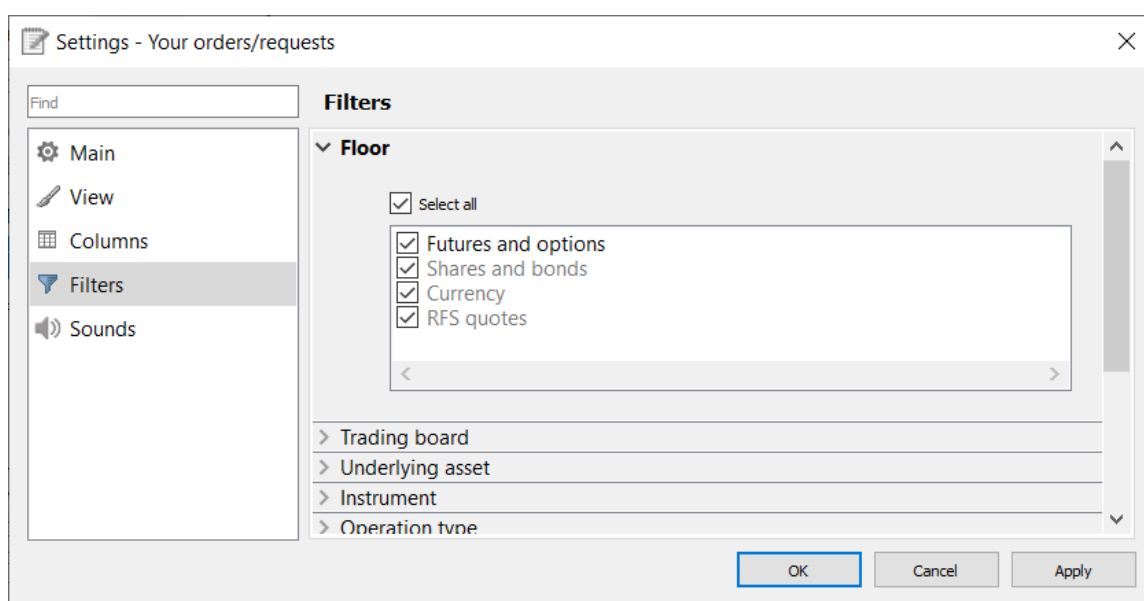 Settings - Your orders/requests
Find
Main
View
Columns
Filters
Sounds
Filters
Floor
Select all
Futures and options
Shares and bonds
Currency
RFS quotes
Trading board
Underlying asset
Instrument
Operation type
OK
Cancel
Apply